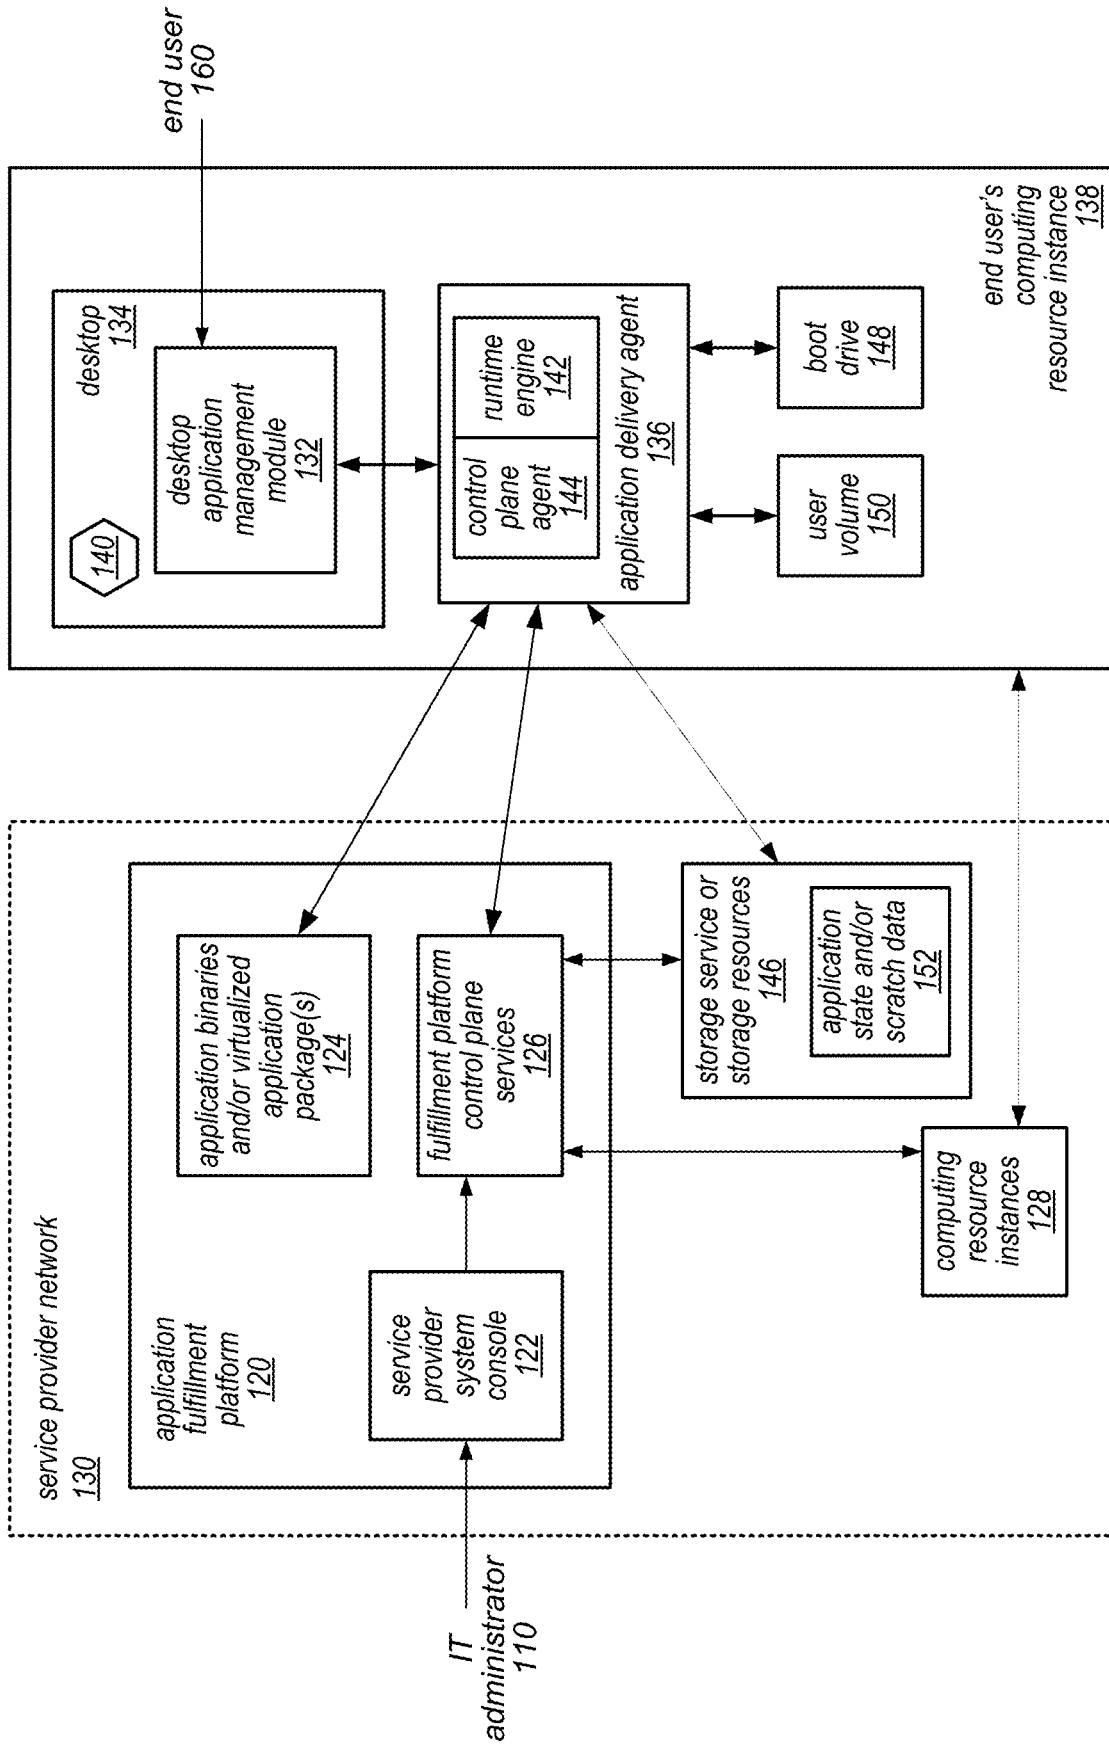 service provider network
130
application
fulfillment
platform
120
IT
administrator
110
service
provider
system
console
122
application binaries
and/or virtualized
application
package(s)
124
fulfillment platform
control plane
services
126
storage service or
storage resources
146
application
state and/or
scratch data
152
computing
resource
instances
128
140
desktop
134
desktop
application
management
module
132
end user
160
control
plane
agent
144
runtime
engine
142
application delivery agent
136
user
volume
150
boot
drive
148
end user's
computing
resource instance
138